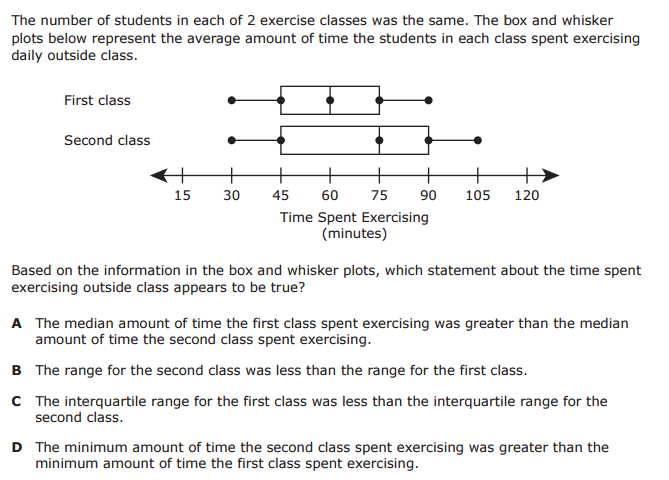 The number of students in each of 2 exercise classes was the same. The box and whisker
plots below represent the average amount of time the students in each class spent exercising
daily outside class.
First class
Second class
15 30 45 60 75 90 105 120
Time Spent Exercising
(minutes)
Based on the information in the box and whisker plots, which statement about the time spent
exercising outside class appears to be true?
A The median amount of time the first class spent exercising was greater than the median
amount of time the second class spent exercising.
B The range for the second class was less than the range for the first class.
C The interquartile range for the first class was less than the interquartile range for the
second class.
D The minimum amount of time the second class spent exercising was greater than the
minimum amount of time the first class spent exercising.